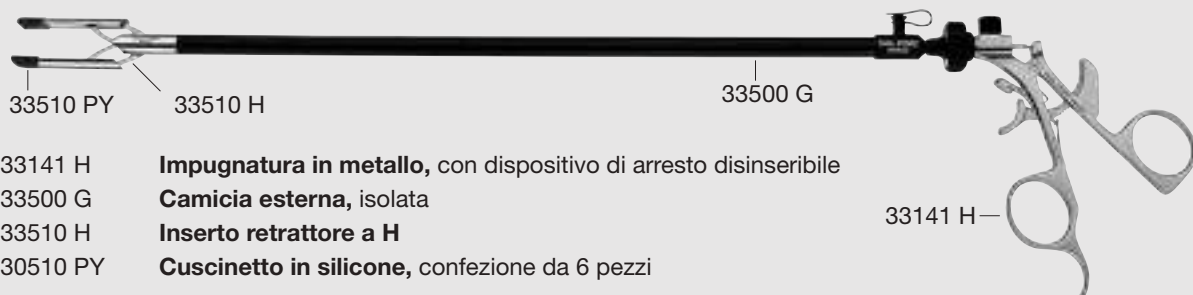 33510 PY
33510 H
33500 G
33141 H
33141 H Impugnatura in metallo, con dispositivo di arresto disinseribile
33500 G Camicia esterna, isolata
33510 H Inserto retrattore a H
30510 PY Cuscinetto in silicone, confezione da 6 pezzi